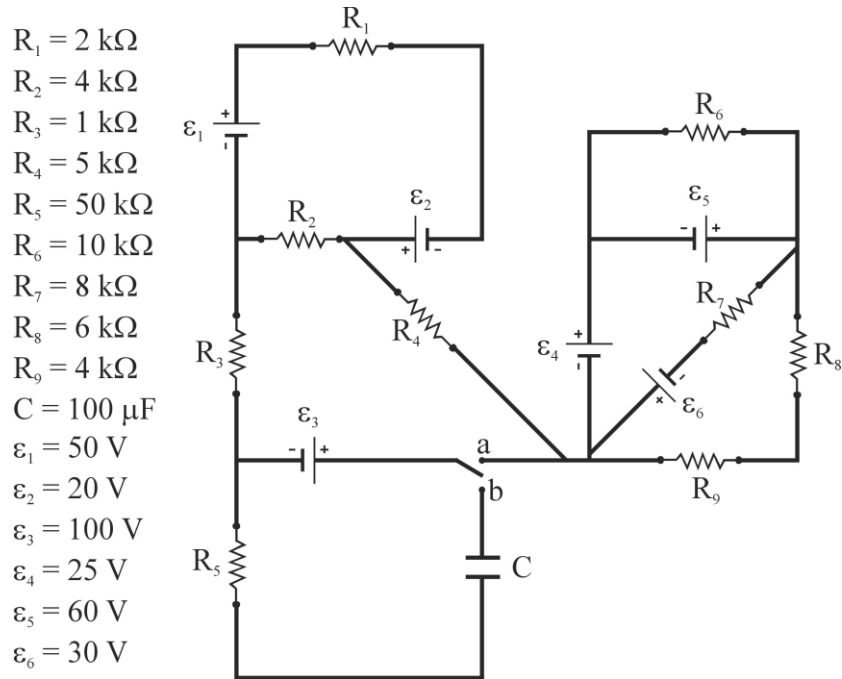 R₁ = 2 kΩ
R₂ = 4 kΩ
R₃ = 1 kΩ
R₄ = 5 kΩ
R₅ = 50 kΩ
R₆ = 10 kΩ
R₇ = 8 kΩ
R₈ = 6 kΩ
R₉ = 4 kΩ
C = 100 μF
ε₁ = 50 V
ε₂ = 20 V
ε₃ = 100 V
ε₄ = 25 V
ε₅ = 60 V
ε₆ = 30 V
R₁
+
ε₁
-
R₂
ε₂
+ -
R₃
R₄
ε₃
- +
a
b
R₅
C
R₆
ε₅
- +
R₇
+
ε₄
-
-
ε₆
+
R₈
R₉